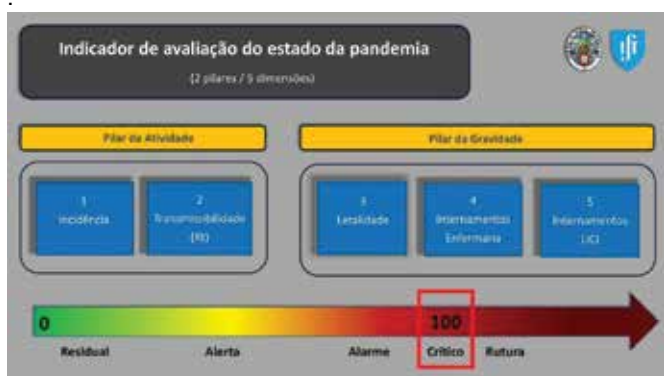 Indicador de avaliação do estado da pandemia
(2 pilares / 5 dimensões)
Pilar da Atividade
Pilar da Gravidade
1
Incidência
2
Transmissibilidade
(Rt)
3
Letalidade
4
Internamentos
Enfermaria
5
Internamentos
UCI
0
100
Residual
Alerta
Alarme
Crítico
Rutura